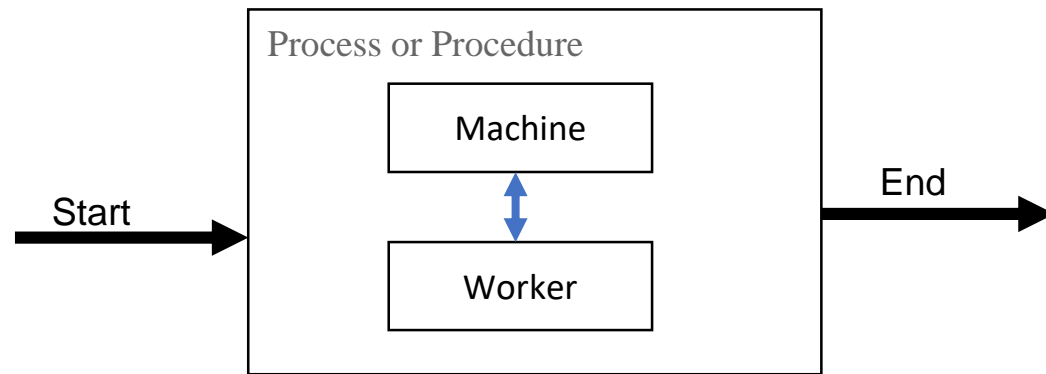 Process or Procedure
Machine
Start
End
Worker